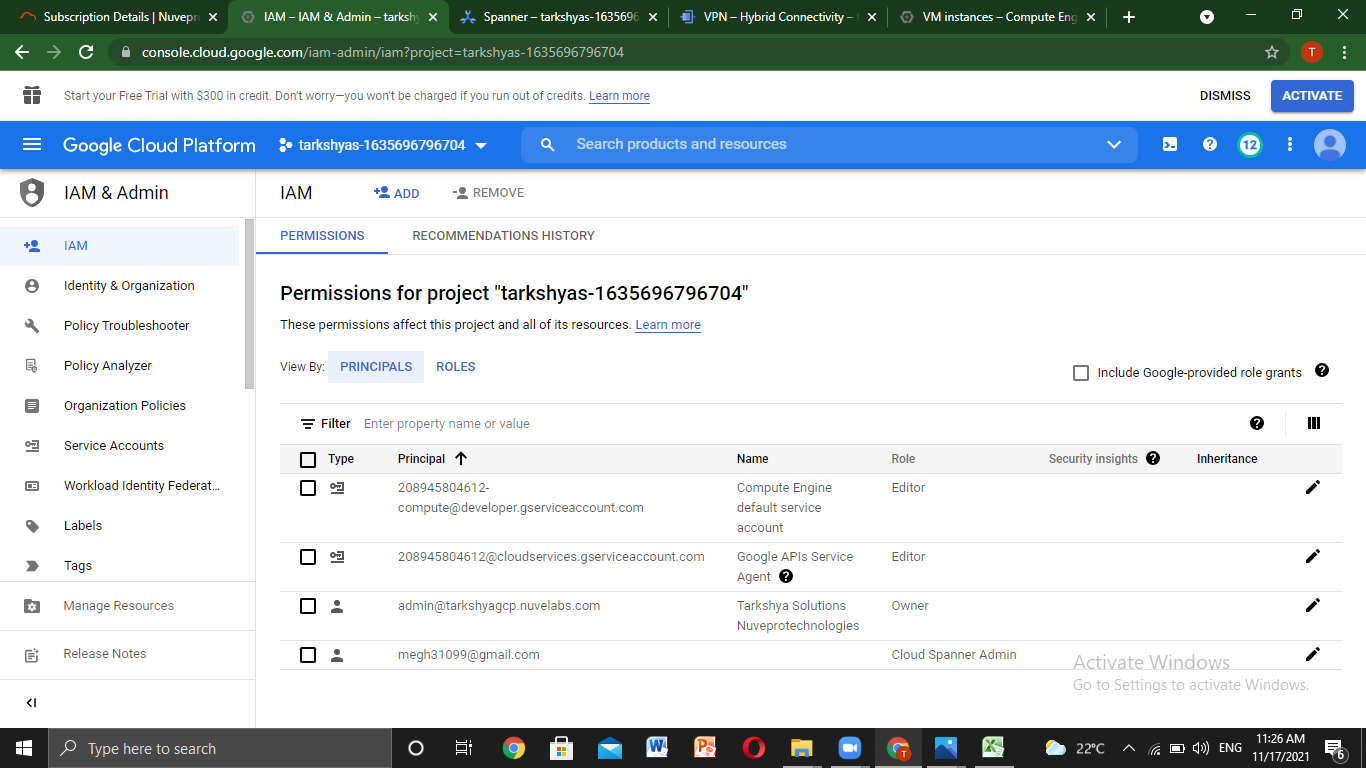 Subscription Details | Nuvepro
IAM – IAM & Admin – tarkshy
Spanner – tarkshyas-1635696
VPN – Hybrid Connectivity –
VM instances – Compute Eng
console.cloud.google.com/iam-admin/iam?project=tarkshyas-1635696796704
T
Start your Free Trial with $300 in credit. Don't worry—you won't be charged if you run out of credits. Learn more
DISMISS
ACTIVATE
Google Cloud Platform
tarkshyas-1635696796704
Search products and resources
12
IAM & Admin
IAM
ADD
REMOVE
PERMISSIONS
RECOMMENDATIONS HISTORY
IAM
Identity & Organization
Policy Troubleshooter
Policy Analyzer
Organization Policies
Service Accounts
Workload Identity Federat...
Labels
Tags
Manage Resources
Release Notes
Permissions for project "tarkshyas-1635696796704"
These permissions affect this project and all of its resources. Learn more
View By: PRINCIPALS ROLES
Include Google-provided role grants
Filter Enter property name or value
Type Principal Name Role Security insights Inheritance
208945804612-
compute@developer.gserviceaccount.com
Compute Engine
default service
account
Editor
208945804612@cloudservices.gserviceaccount.com
Google APIs Service
Agent
Editor
admin@tarkshyagcp.nuvelabs.com
Tarkshya Solutions
Nuveprotechnologies
Owner
megh31099@gmail.com
Cloud Spanner Admin
Activate Windows
Go to Settings to activate Windows.
Type here to search
22°C
ENG
11:26 AM
11/17/2021
6